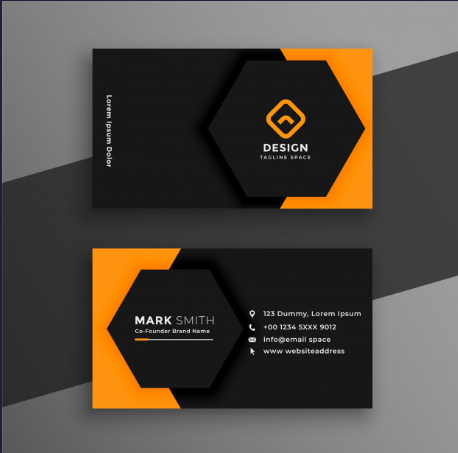 Lorem Ipsum Dolor
DESIGN
TAGLINE SPACE
MARK SMITH
Co-Founder Brand Name
123 Dummy, Lorem Ipsum
+00 1234 5XXX 9012
info@email space
www websiteaddress